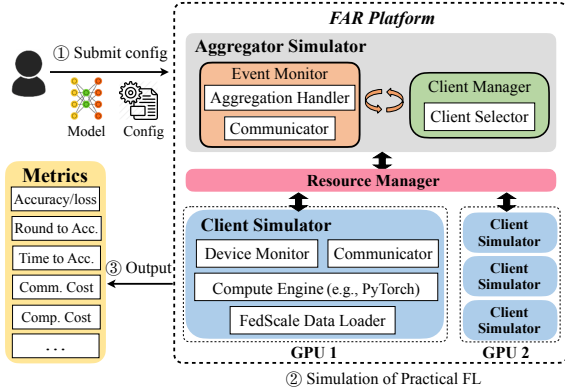 FAR Platform
① Submit config
Model
Config
Aggregator Simulator
Event Monitor
Aggregation Handler
Communicator
Client Manager
Client Selector
Resource Manager
Metrics
Accuracy/loss
Round to Acc.
Time to Acc.
Comm. Cost
Comp. Cost
...
③ Output
Client Simulator
Device Monitor
Communicator
Compute Engine (e.g., PyTorch)
FedScale Data Loader
GPU 1
Client
Simulator
Client
Simulator
Client
Simulator
GPU 2
② Simulation of Practical FL